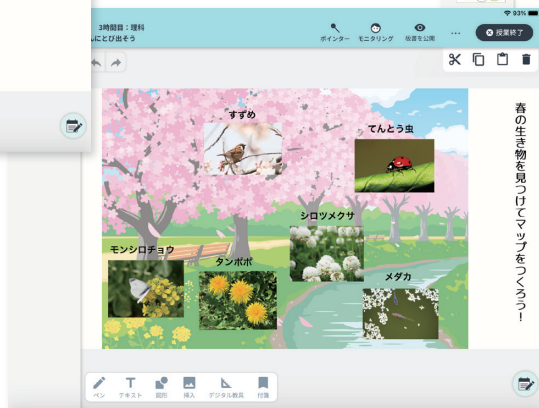 93%
3時間目：理科
んにとび出そう
ポインター
モニタリング
板書を公開
授業終了
すずめ
てんとう虫
シロツメクサ
モンシロチョウ
タンポポ
メダカ
春の生き物を見つけてマップをつくろう！
ペン
テキスト
図形
挿入
デジタル教具
付箋